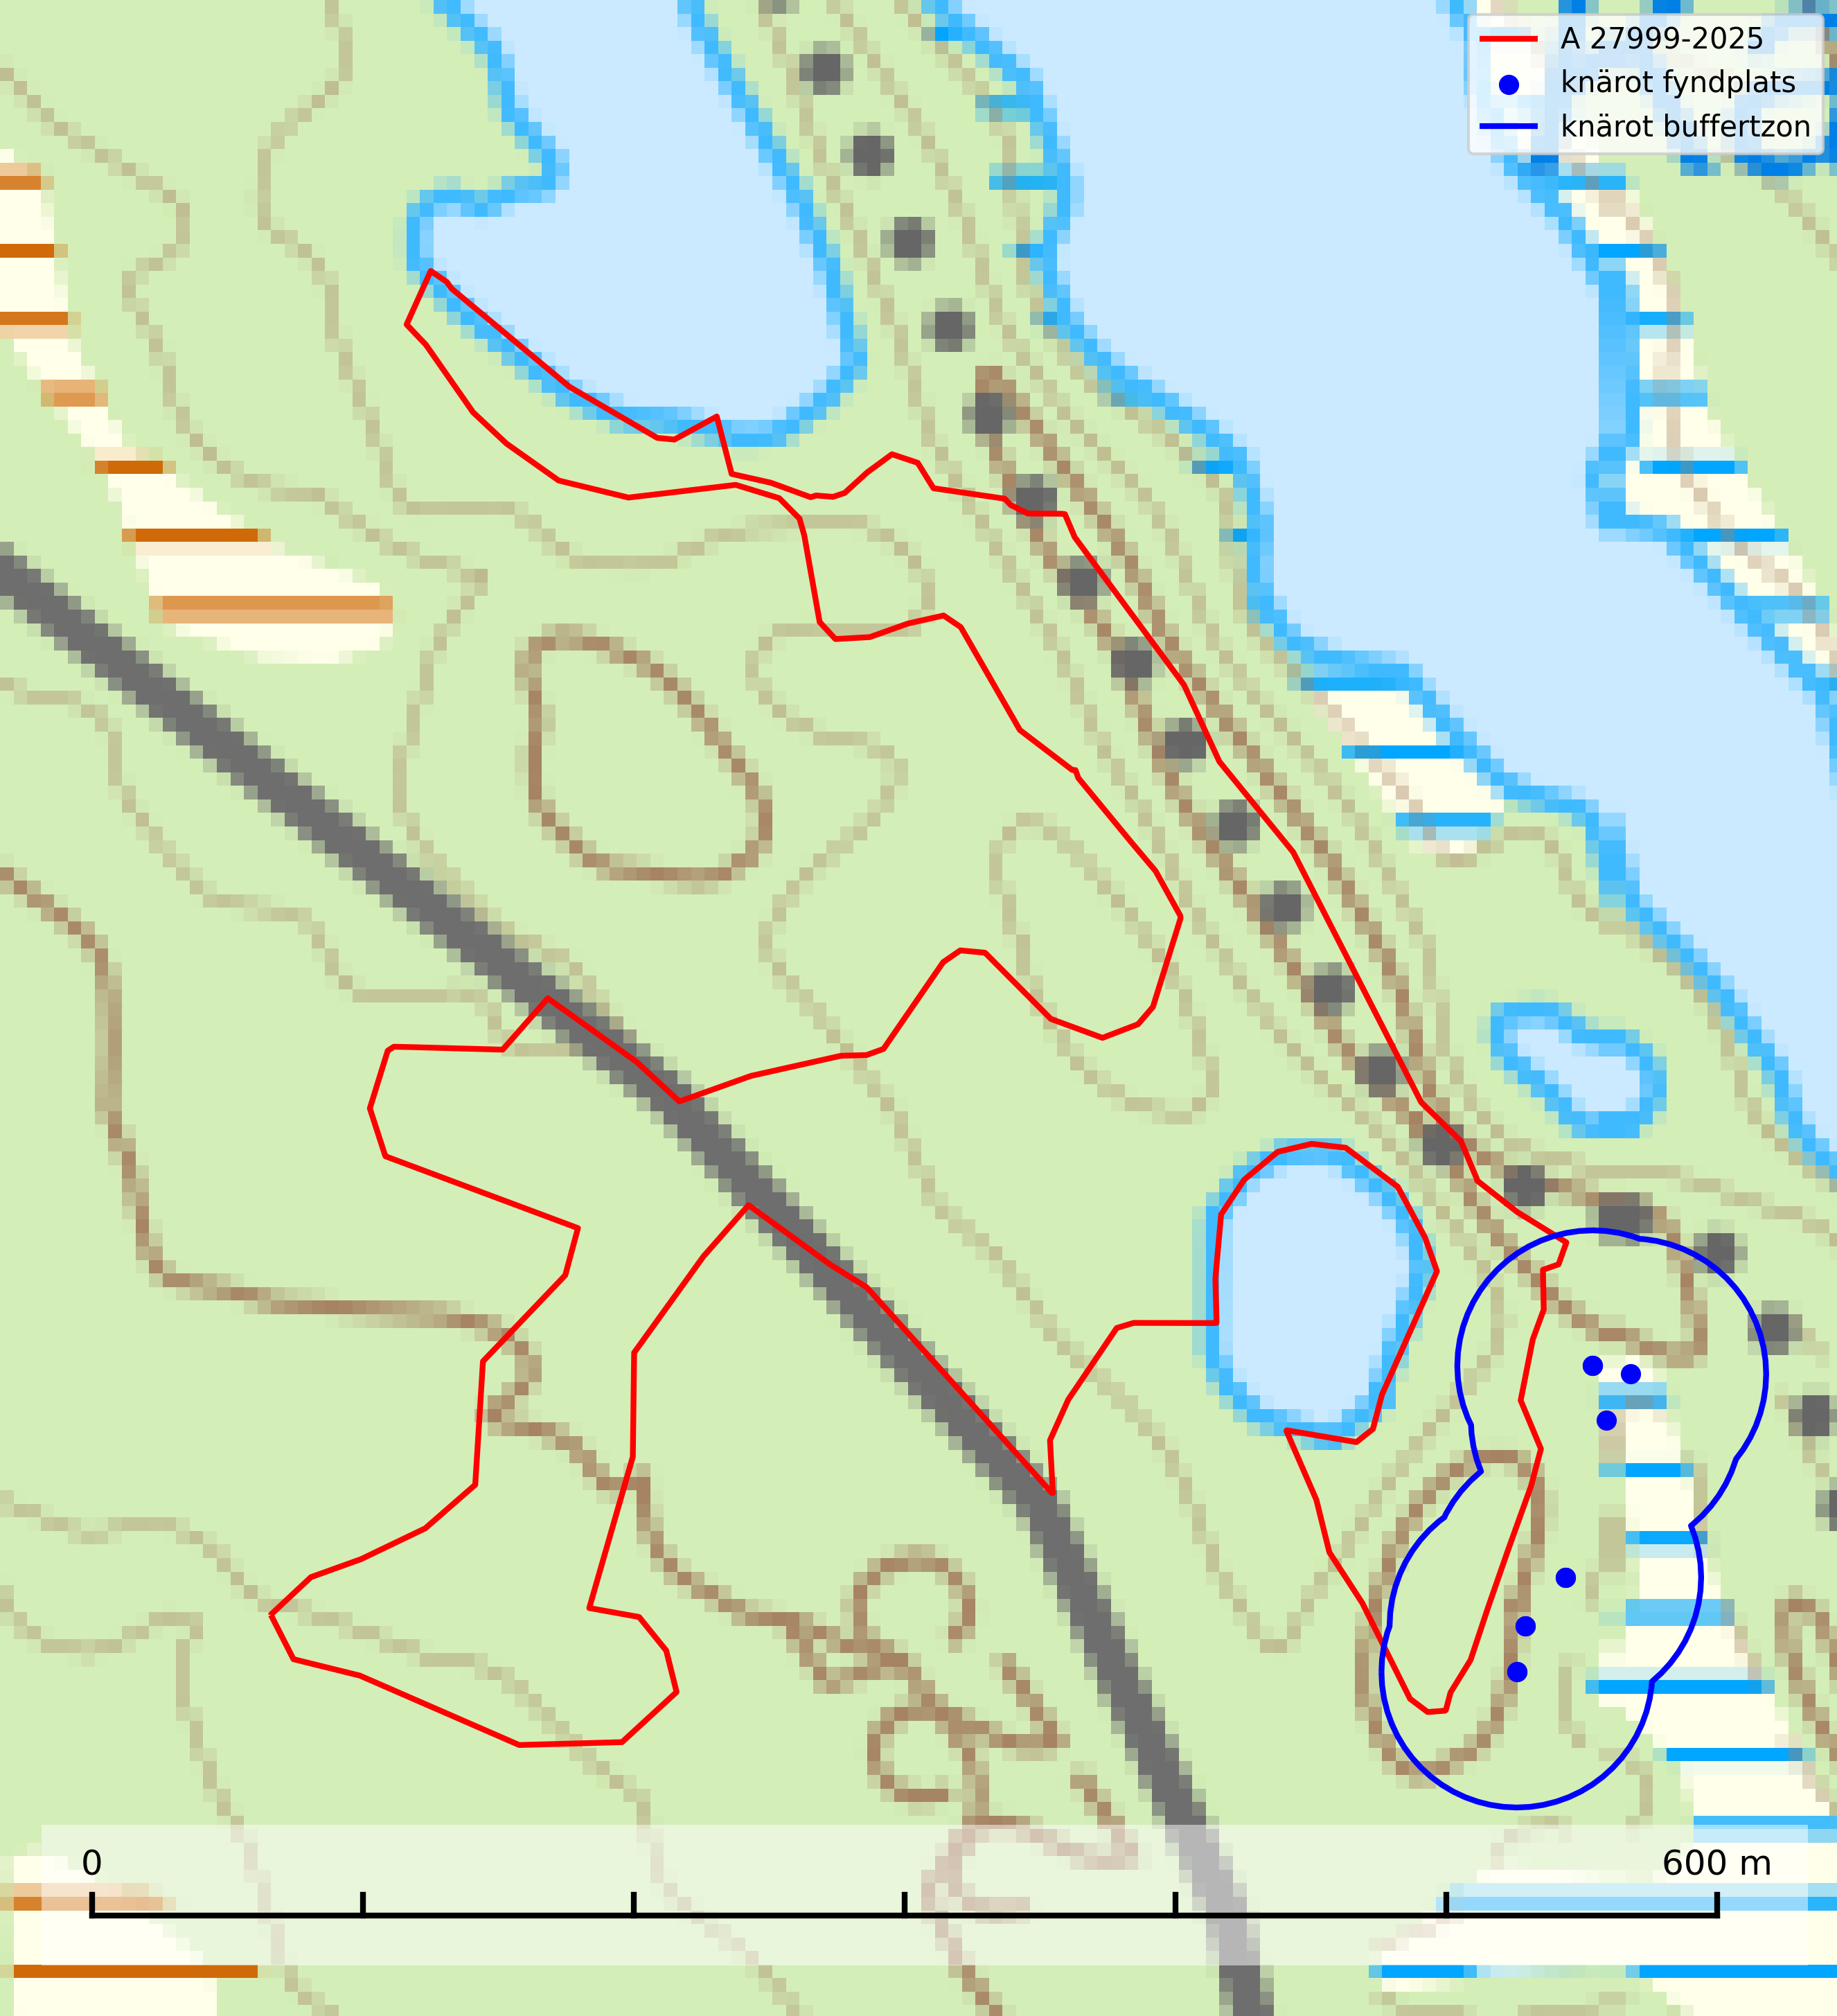 A 27999-2025
knärot fyndplats
knärot buffertzon
0 600 m